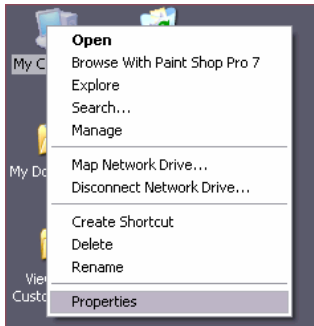 Open
My C
Browse With Paint Shop Pro 7
Explore
Search...
Manage
Map Network Drive...
My Do
Disconnect Network Drive...
Create Shortcut
Delete
Rename
Vie
Custo
Properties